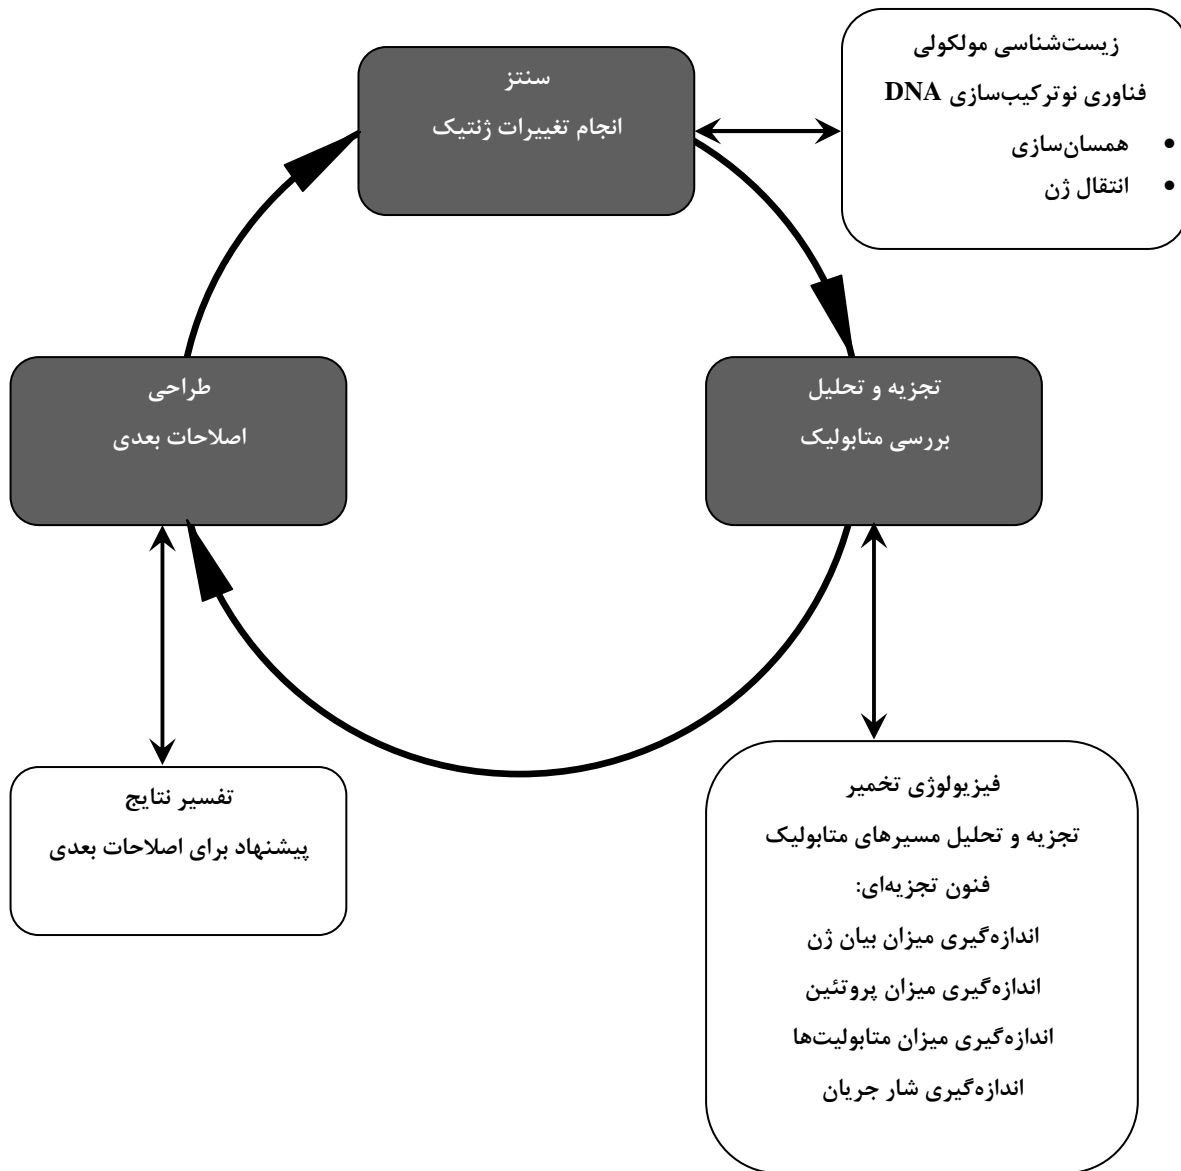 زیست‌شناسی مولکولی
فناوری نوترکیب‌سازی DNA
• همسان‌سازی
• انتقال ژن
سنتز
انجام تغییرات ژنتیک
تجزیه و تحلیل
بررسی متابولیک
طراحی
اصلاحات بعدی
فیزیولوژی تخمیر
تجزیه و تحلیل مسیرهای متابولیک
فنون تجزیه‌ای:
اندازه‌گیری میزان بیان ژن
اندازه‌گیری میزان پروتئین
اندازه‌گیری میزان متابولیت‌ها
اندازه‌گیری شار جریان
تفسیر نتایج
پیشنهاد برای اصلاحات بعدی